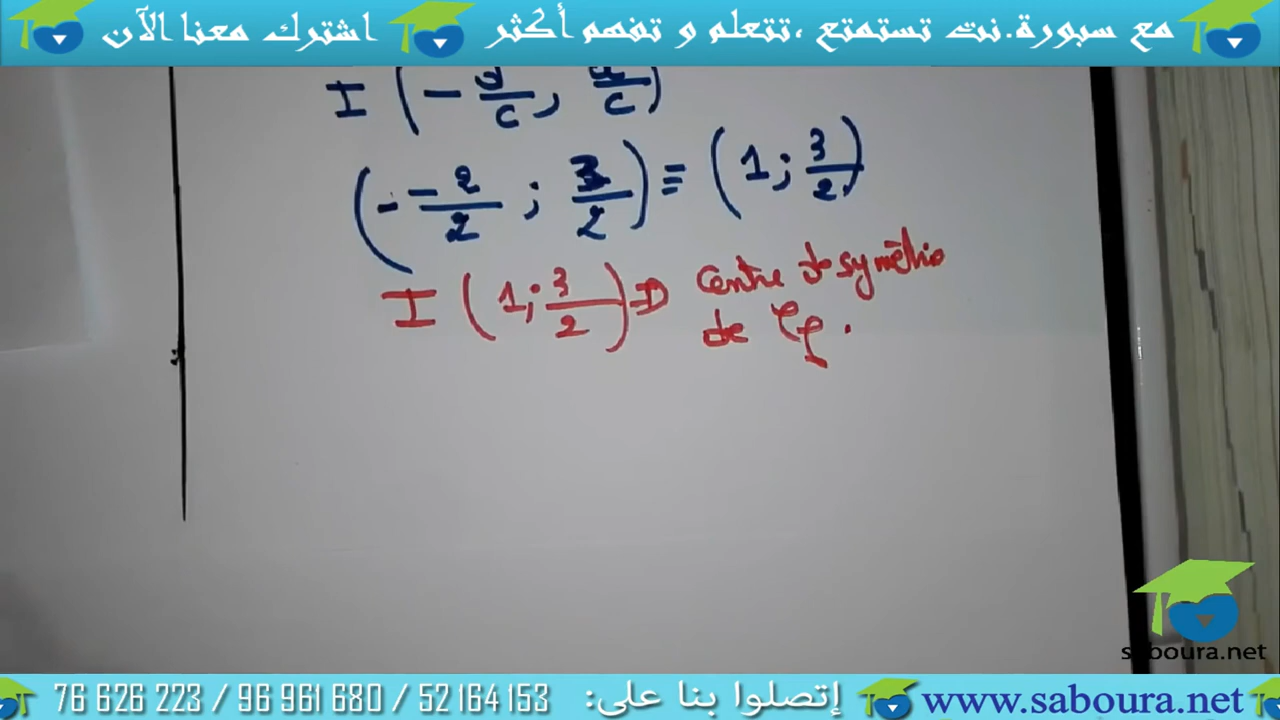 مع سبورة.نت تستمتع ،تتعلم و تفهم أكثر اشترك معنا الآن
I (-d/c, a/c)
(- -2/2 ; 3/2) ≡ (1; 3/2)
I (1; 3/2) ⇒ centre de symétrie
de ζf.
saboura.net
76 626 223 / 96 961 680 / 52 164 153 إتصلوا بنا على: www.saboura.net